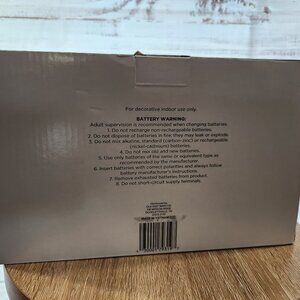 For decorative indoor use only.
BATTERY WARNING:
Adult supervision is recommended when changing batteries.
1. Do not recharge non-rechargeable batteries.
2. Do not dispose of batteries in fire; they may leak or explode.
3. Do not mix alkaline, standard (carbon-zinc) or rechargeable
(nickel-cadmium) batteries.
4. Do not mix old and new batteries.
5. Use only batteries of the same or equivalent type as
recommended by the manufacturer.
6. Insert batteries with correct polarities and always follow
battery manufacturer's instructions.
7. Remove exhausted batteries from product.
8. Do not short-circuit supply terminals.